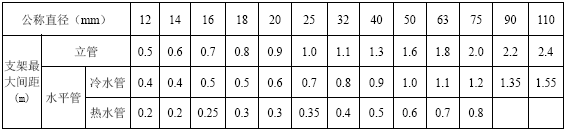 公称直径（mm） 12 14 16 18 20 25 32 40 50 63 75 90 110
支架最大间距(m) 立管 0.5 0.6 0.7 0.8 0.9 1.0 1.1 1.3 1.6 1.8 2.0 2.2 2.4
水平管 冷水管 0.4 0.4 0.5 0.5 0.6 0.7 0.8 0.9 1.0 1.1 1.2 1.35 1.55
热水管 0.2 0.2 0.25 0.3 0.3 0.35 0.4 0.5 0.6 0.7 0.8